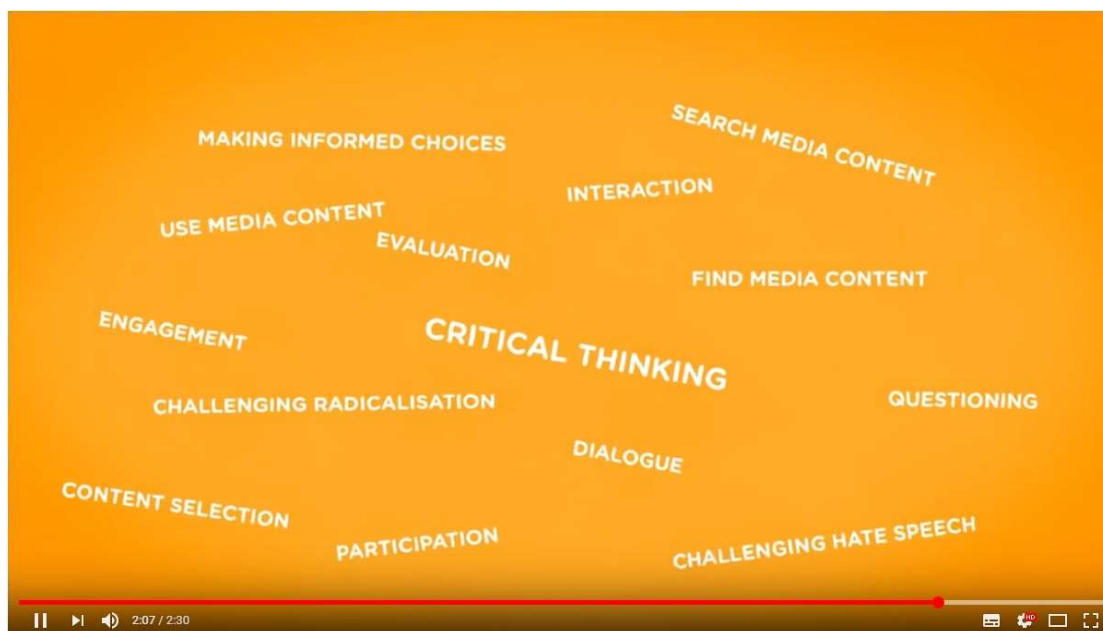 SEARCH MEDIA CONTENT
MAKING INFORMED CHOICES
INTERACTION
USE MEDIA CONTENT
EVALUATION
FIND MEDIA CONTENT
ENGAGEMENT
CRITICAL THINKING
CHALLENGING RADICALISATION
QUESTIONING
DIALOGUE
CONTENT SELECTION
PARTICIPATION
CHALLENGING HATE SPEECH
2:07 / 2:30
HD